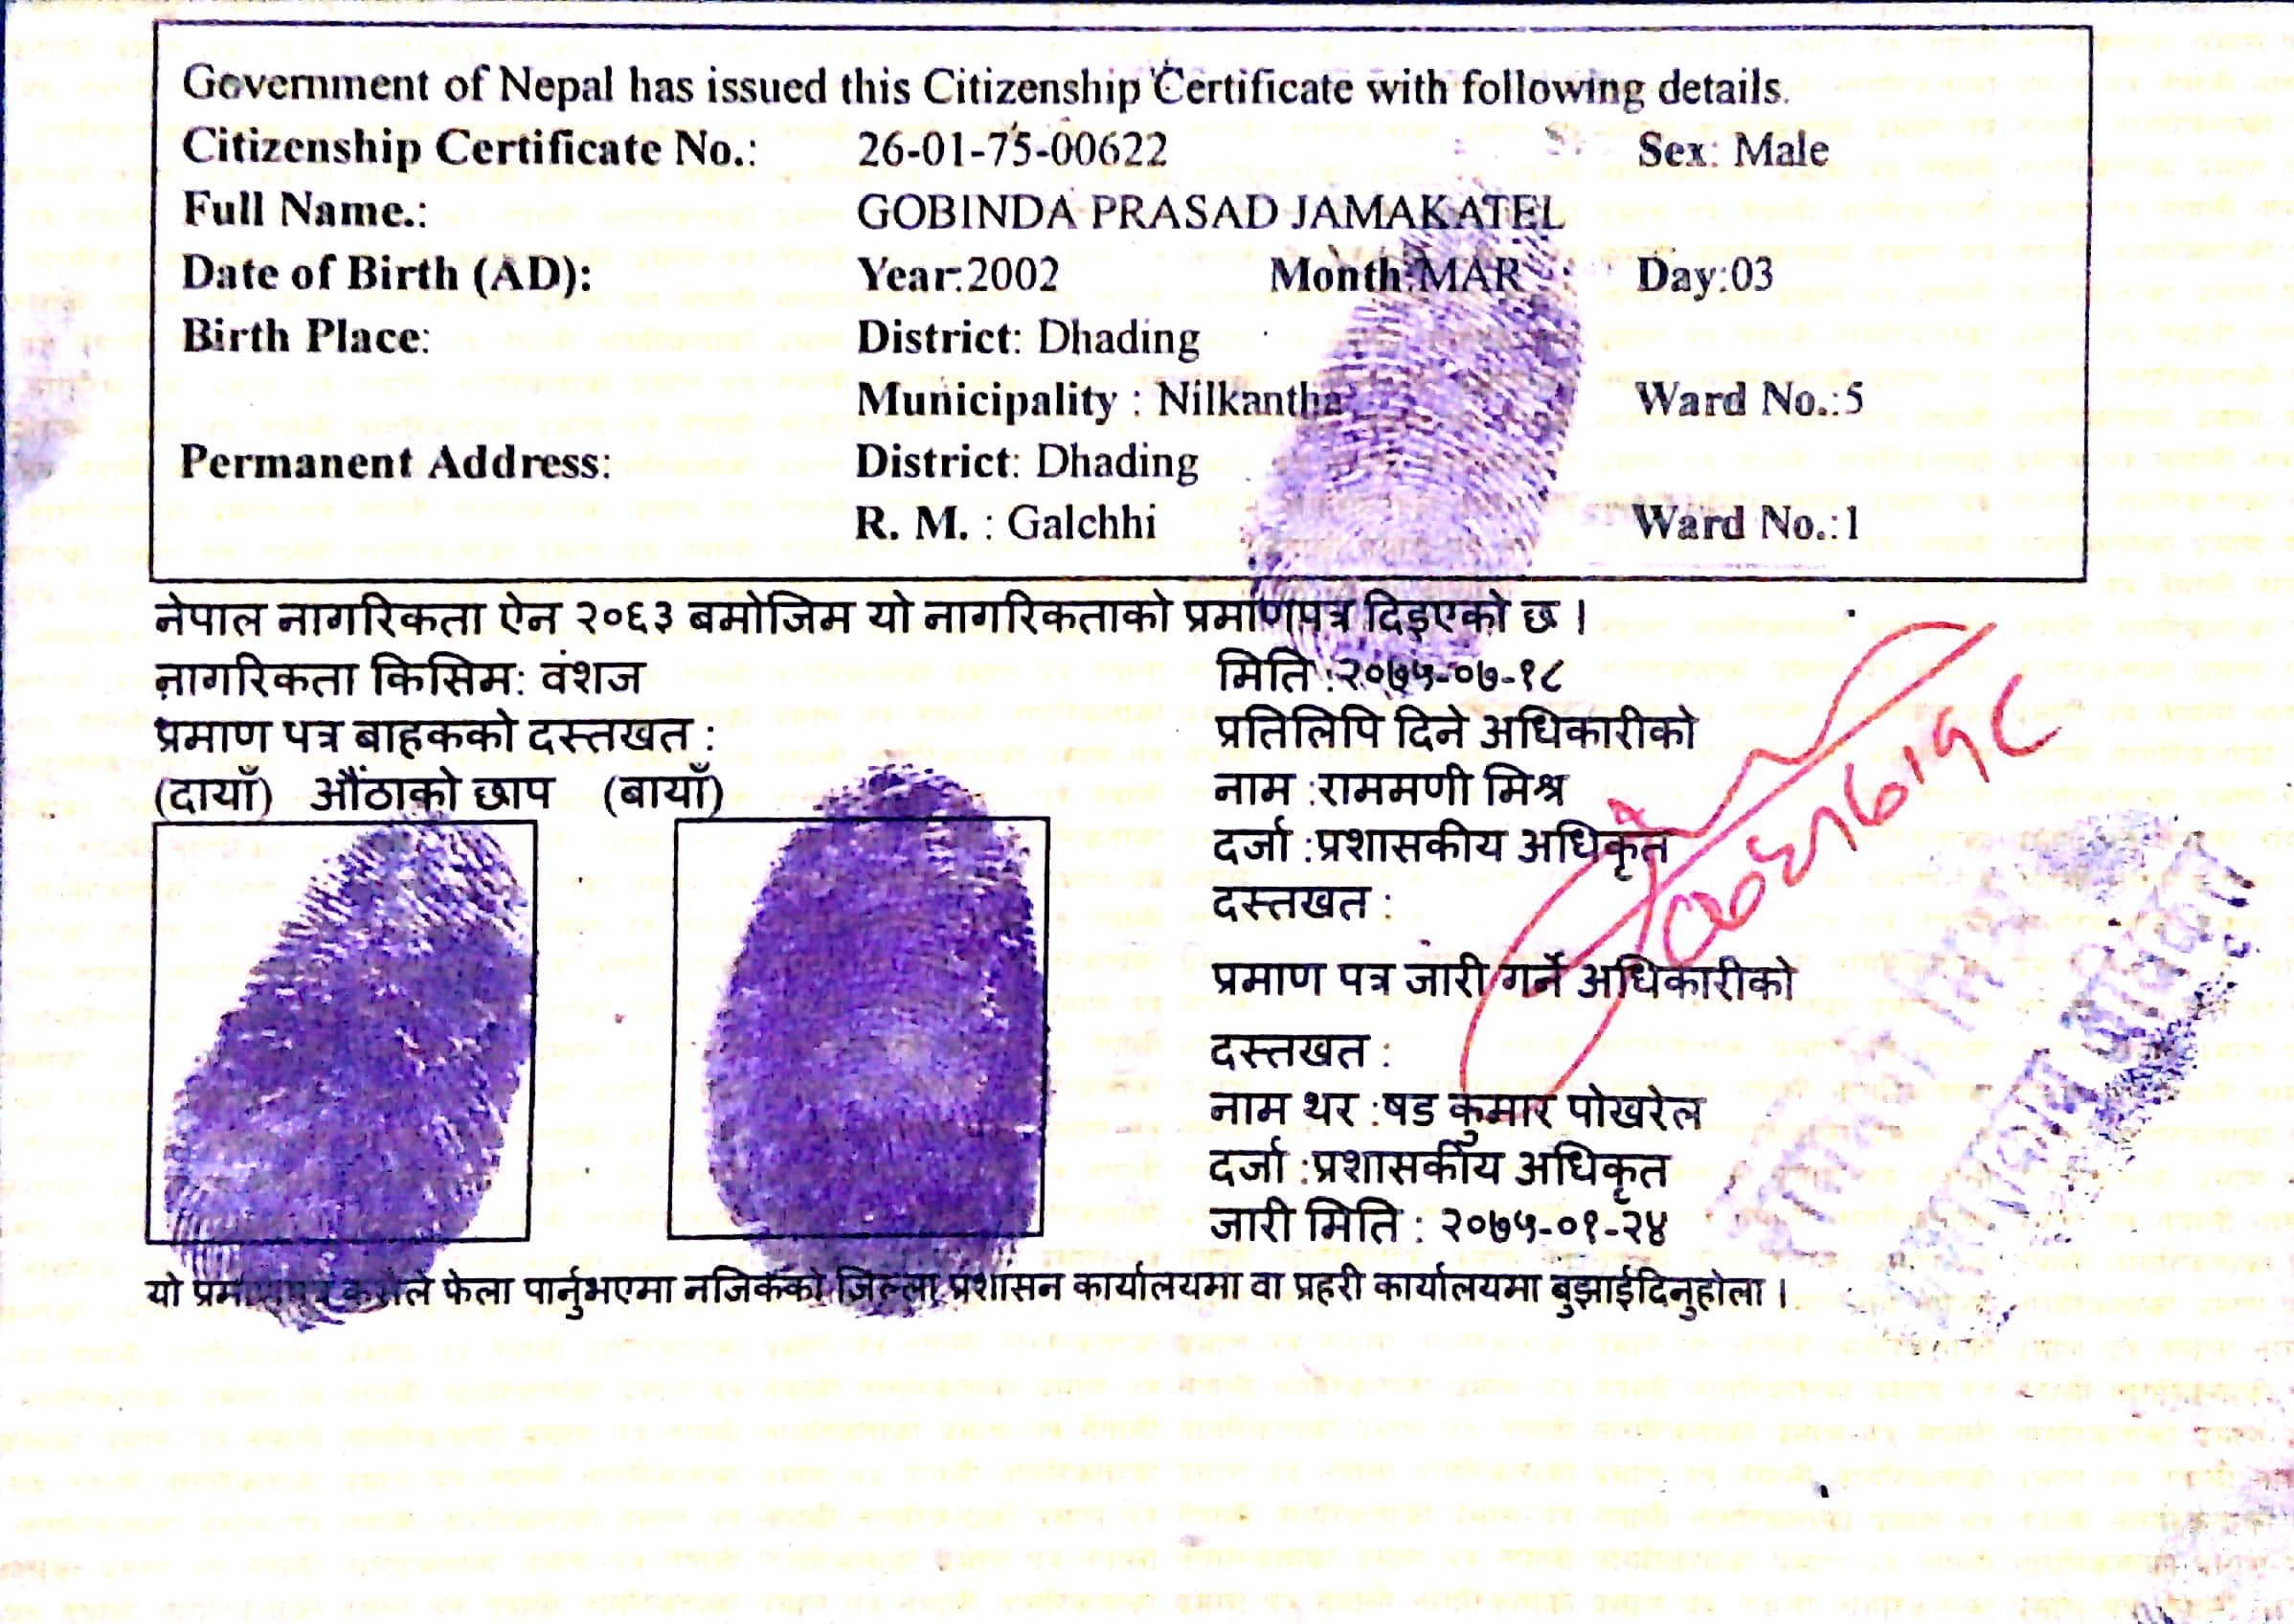 Government of Nepal has issued this Citizenship Certificate with following details.
Citizenship Certificate No.: 26-01-75-00622 Sex: Male
Full Name.: GOBINDA PRASAD JAMAKATEL
Date of Birth (AD): Year:2002 Month:MAR Day:03
Birth Place: District: Dhading
Municipality : Nilkantha Ward No.:5
Permanent Address: District: Dhading
R. M. : Galchhi Ward No.:1
नेपाल नागरिकता ऐन २०६३ बमोजिम यो नागरिकताको प्रमाणपत्र दिइएको छ ।
नागरिकता किसिम: वंशज मिति : २०७५-०७-१८
प्रमाण पत्र बाहकको दस्तखत : प्रतिलिपि दिने अधिकारीको
(दायाँ) औंठाको छाप (बायाँ) नाम :राममणी मिश्र
दर्जा :प्रशासकीय अधिकृत
दस्तखत :
प्रमाण पत्र जारी गर्ने अधिकारीको
दस्तखत :
नाम थर :षड कुमार पोखरेल
दर्जा :प्रशासकीय अधिकृत
जारी मिति : २०७५-०१-२४
यो प्रमाणपत्र कसैले फेला पार्नुभएमा नजिकैको जिल्ला प्रशासन कार्यालयमा वा प्रहरी कार्यालयमा बुझाईदिनुहोला ।